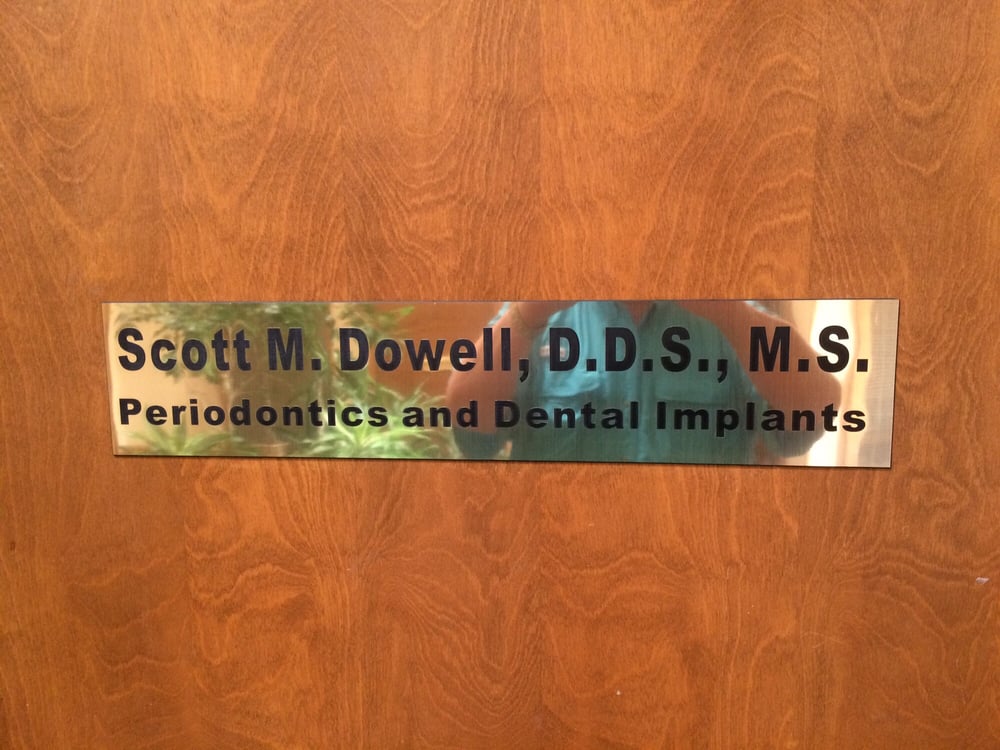 Scott M. Dowell, D.D.S., M.S.
Periodontics and Dental Implants